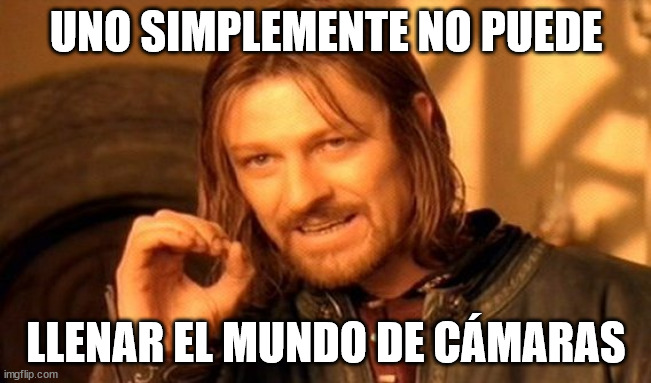 UNO SIMPLEMENTE NO PUEDE
LLENAR EL MUNDO DE CÁMARAS
imgflip.com